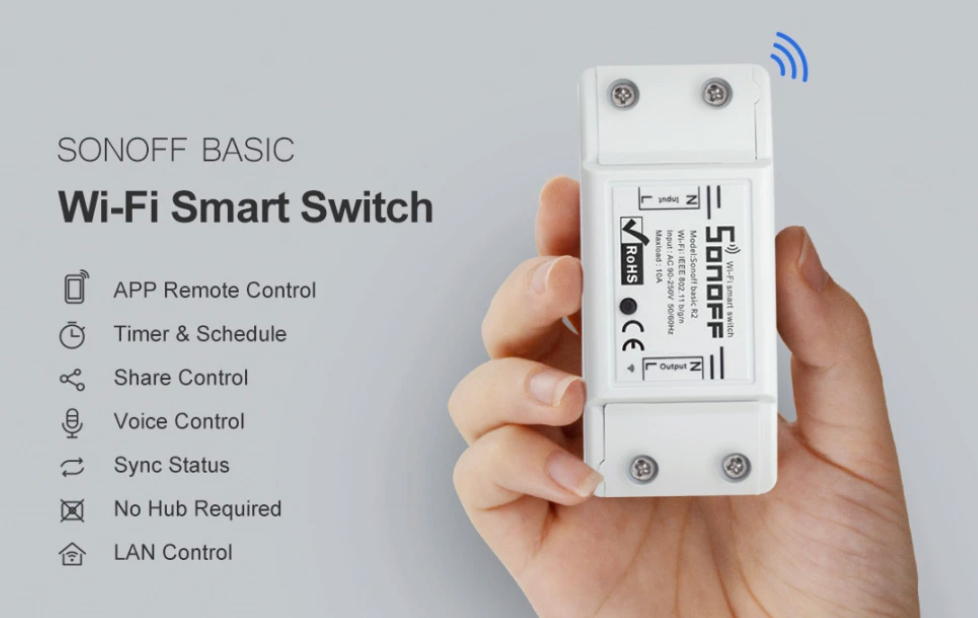 SONOFF BASIC
Wi-Fi Smart Switch
APP Remote Control
Timer & Schedule
Share Control
Voice Control
Sync Status
No Hub Required
LAN Control
N Input L
SONOFF
Wi-Fi smart switch
Model:Sonoff basic R2
Wi-Fi: IEEE 802.11 b/g/n
Input: AC 90-250V 50/60Hz
Maxload: 10A
RoHS
CE
L Output N